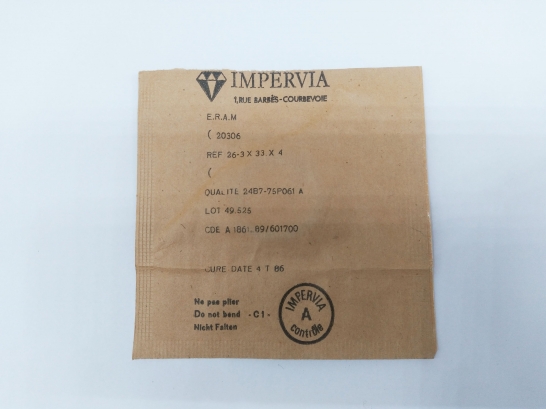 IMPERVIA
1,RUE BARBÈS-COURBEVOIE
E.R.A.M
( 20306
REF 26-3 X 33 X 4
(
QUALITE 24B7-75P061 A
LOT 49.525
CDE A 1861.89/601700
CURE DATE 4 T 86
Ne pas plier
Do not bend - C1 -
Nicht Falten
IMPERVIA
A
contrôle